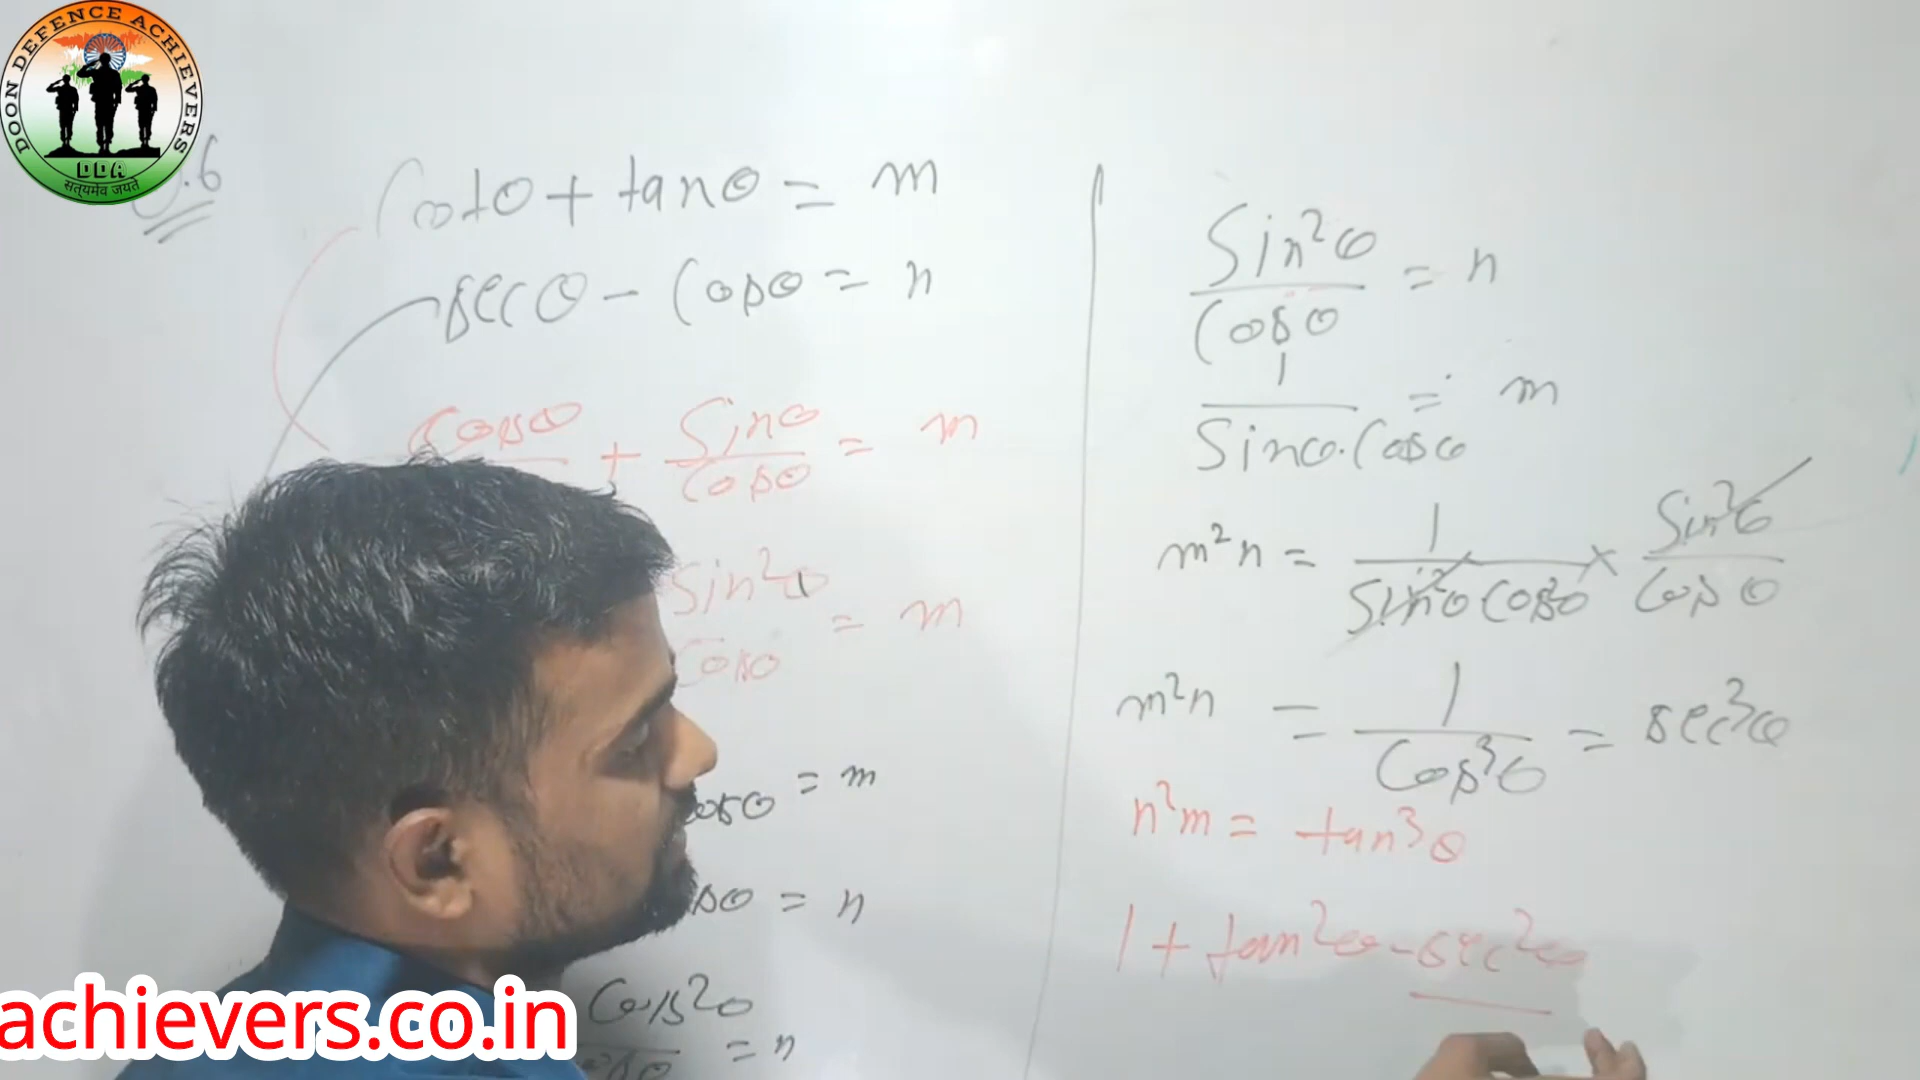 DOON DEFENCE ACHIEVERS
DDA
सत्यमेव जयते
.6
Cotθ + tanθ = m
secθ - Cosθ = n
Cosθ + Sinθ/Cosθ = m
Sin²θ
Cosθ = m
Cosθ = m
sθ = n
Cos²θ
= n
Sin²θ/Cosθ = n
1/Sinθ.Cosθ = m
m²n = 1/Sin²θ Cos²θ × Sin²θ/Cosθ
m²n = 1/Cos³θ = sec³θ
n²m = tan³θ
1 + tan²θ - sec²θ
achievers.co.in